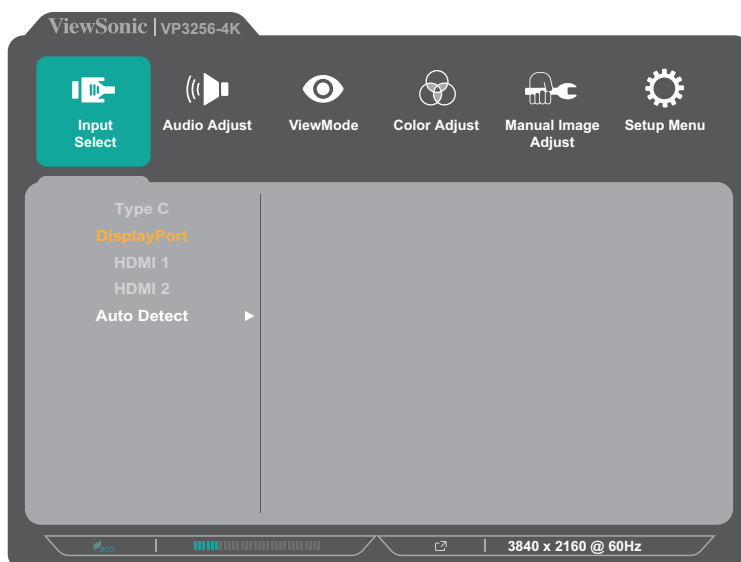 ViewSonic | VP3256-4K
Input
Select
Audio Adjust
ViewMode
Color Adjust
Manual Image
Adjust
Setup Menu
Type C
DisplayPort
HDMI 1
HDMI 2
Auto Detect
eco
3840 x 2160 @ 60Hz